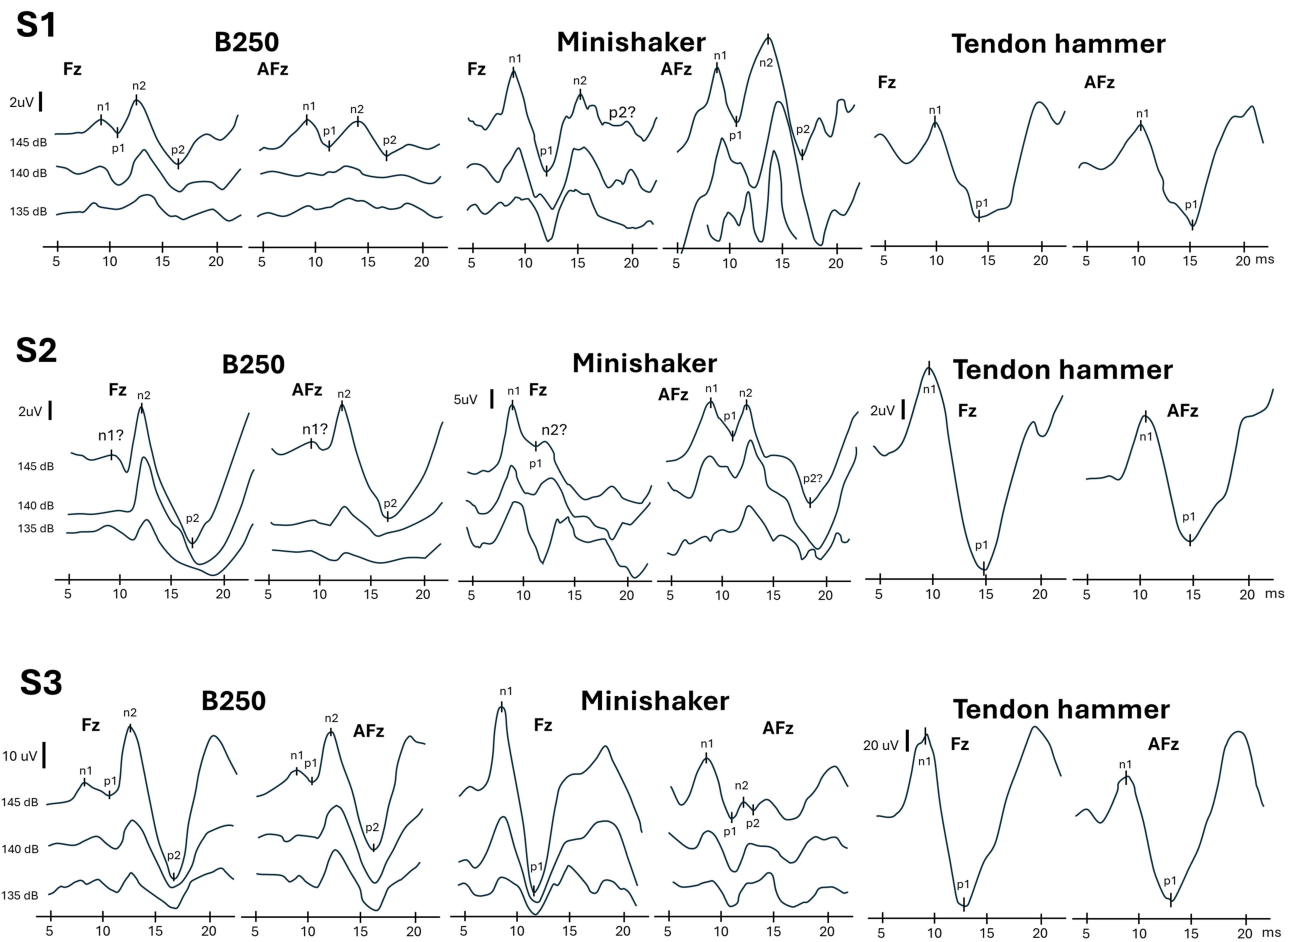 S1
B250 Minishaker Tendon hammer
Fz AFz Fz AFz Fz AFz
2uV
145 dB
140 dB
135 dB
n1 p1 n2 p2
n1 p1 n2 p2
n1 p1 n2 p2?
n1 p1 n2 p2
n1 p1
n1 p1
5 10 15 20 5 10 15 20 5 10 15 20 5 10 15 20 5 10 15 20 5 10 15 20 ms
S2
B250 Minishaker Tendon hammer
Fz AFz Fz AFz Fz AFz
2uV 5uV 2uV
145 dB
140 dB
135 dB
n1? n2 p2
n1? n2 p2
n1 p1 n2?
n1 p1 n2 p2?
n1 p1
n1 p1
5 10 15 20 5 10 15 20 5 10 15 20 5 10 15 20 5 10 15 20 5 10 15 20 ms
S3
B250 Minishaker Tendon hammer
Fz AFz Fz AFz Fz AFz
10 uV 20 uV
145 dB
140 dB
135 dB
n1 p1 n2 p2
n1 p1 n2 p2
n1 p1
n1 p1 n2 p2
n1 p1
n1 p1
5 10 15 20 5 10 15 20 5 10 15 20 5 10 15 20 5 10 15 20 5 10 15 20 ms